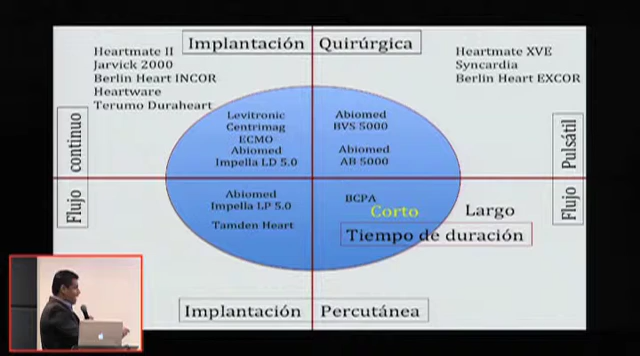 Implantación Quirúrgica
Heartmate II
Jarvick 2000
Berlin Heart INCOR
Heartware
Terumo Duraheart
Heartmate XVE
Syncardia
Berlin Heart EXCOR
Levitronic
Centrimag
ECMO
Abiomed
Impella LD 5.0
Abiomed
BVS 5000
Abiomed
AB 5000
Flujo continuo
Flujo Pulsátil
Abiomed
Impella LP 5.0
Tamden Heart
BCPA
Corto Largo
Tiempo de duración
Implantación Percutánea